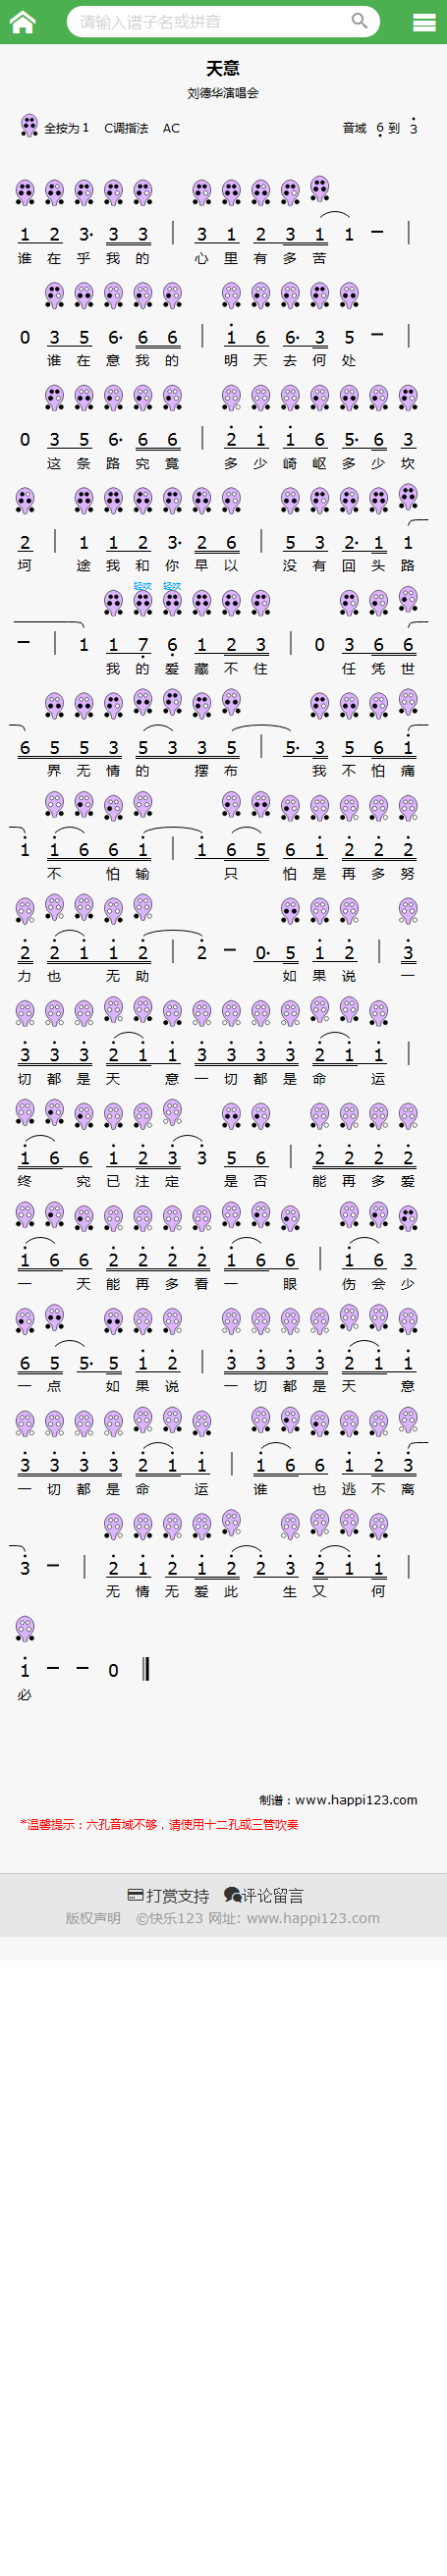 请输入谱子名或拼音
天意
刘德华演唱会
全按为1 C调指法 AC 音域 6̣ 到 3̇
1 2 3· 3 3 | 3 1 2 3 1 1 − |
谁 在 乎 我 的 心 里 有 多 苦
0 3 5 6· 6 6 | 1̇ 6 6· 3 5 − |
谁 在 意 我 的 明 天 去 何 处
0 3 5 6· 6 6 | 2̇ 1̇ 1̇ 6 5· 6 3
这 条 路 究 竟 多 少 崎 岖 多 少 坎
2 | 1 1 2 3· 2 6 | 5 3 2· 1 1
坷 途 我 和 你 早 以 没 有 回 头 路
轻吹 轻吹
− | 1 1 7̣ 6̣ 1 2 3 | 0 3 6 6
我 的 爱 藏 不 住 任 凭 世
6 5 5 3 5 3 3 5 | 5· 3 5 6 1̇
界 无 情 的 摆 布 我 不 怕 痛
1̇ 1̇ 6 6 1̇ | 1̇ 6 5 6 1̇ 2̇ 2̇ 2̇
不 怕 输 只 怕 是 再 多 努
2̇ 2̇ 1̇ 1̇ 2̇ | 2̇ − 0· 5 1̇ 2̇ | 3̇
力 也 无 助 如 果 说 一
3̇ 3̇ 3̇ 2̇ 1̇ 1̇ 3̇ 3̇ 3̇ 3̇ 2̇ 1̇ 1̇ |
切 都 是 天 意 一 切 都 是 命 运
1̇ 6 6 1̇ 2̇ 3̇ 3̇ 5 6 | 2̇ 2̇ 2̇ 2̇
终 究 已 注 定 是 否 能 再 多 爱
1̇ 6 6 2̇ 2̇ 2̇ 2̇ 1̇ 6 6 | 1̇ 6 3
一 天 能 再 多 看 一 眼 伤 会 少
6 5 5· 5 1̇ 2̇ | 3̇ 3̇ 3̇ 3̇ 2̇ 1̇ 1̇
一 点 如 果 说 一 切 都 是 天 意
3̇ 3̇ 3̇ 3̇ 2̇ 1̇ 1̇ | 1̇ 6 6 1̇ 2̇ 3̇
一 切 都 是 命 运 谁 也 逃 不 离
3̇ − | 2̇ 1̇ 2̇ 1̇ 2̇ 2̇ 3̇ 2̇ 1̇ 1̇ |
无 情 无 爱 此 生 又 何
1̇ − − 0 ‖
必
制谱：www.happi123.com
*温馨提示：六孔音域不够，请使用十二孔或三管吹奏
打赏支持 评论留言
版权声明 ©快乐123 网址: www.happi123.com